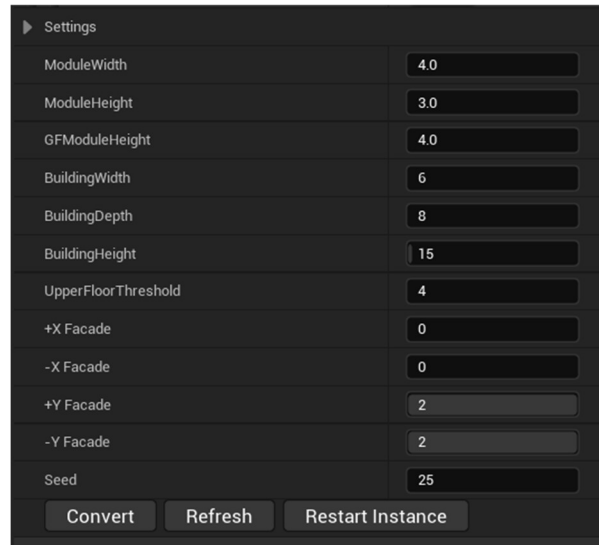 Settings
ModuleWidth 4.0
ModuleHeight 3.0
GFModuleHeight 4.0
BuildingWidth 6
BuildingDepth 8
BuildingHeight 15
UpperFloorThreshold 4
+X Facade 0
-X Facade 0
+Y Facade 2
-Y Facade 2
Seed 25
Convert Refresh Restart Instance